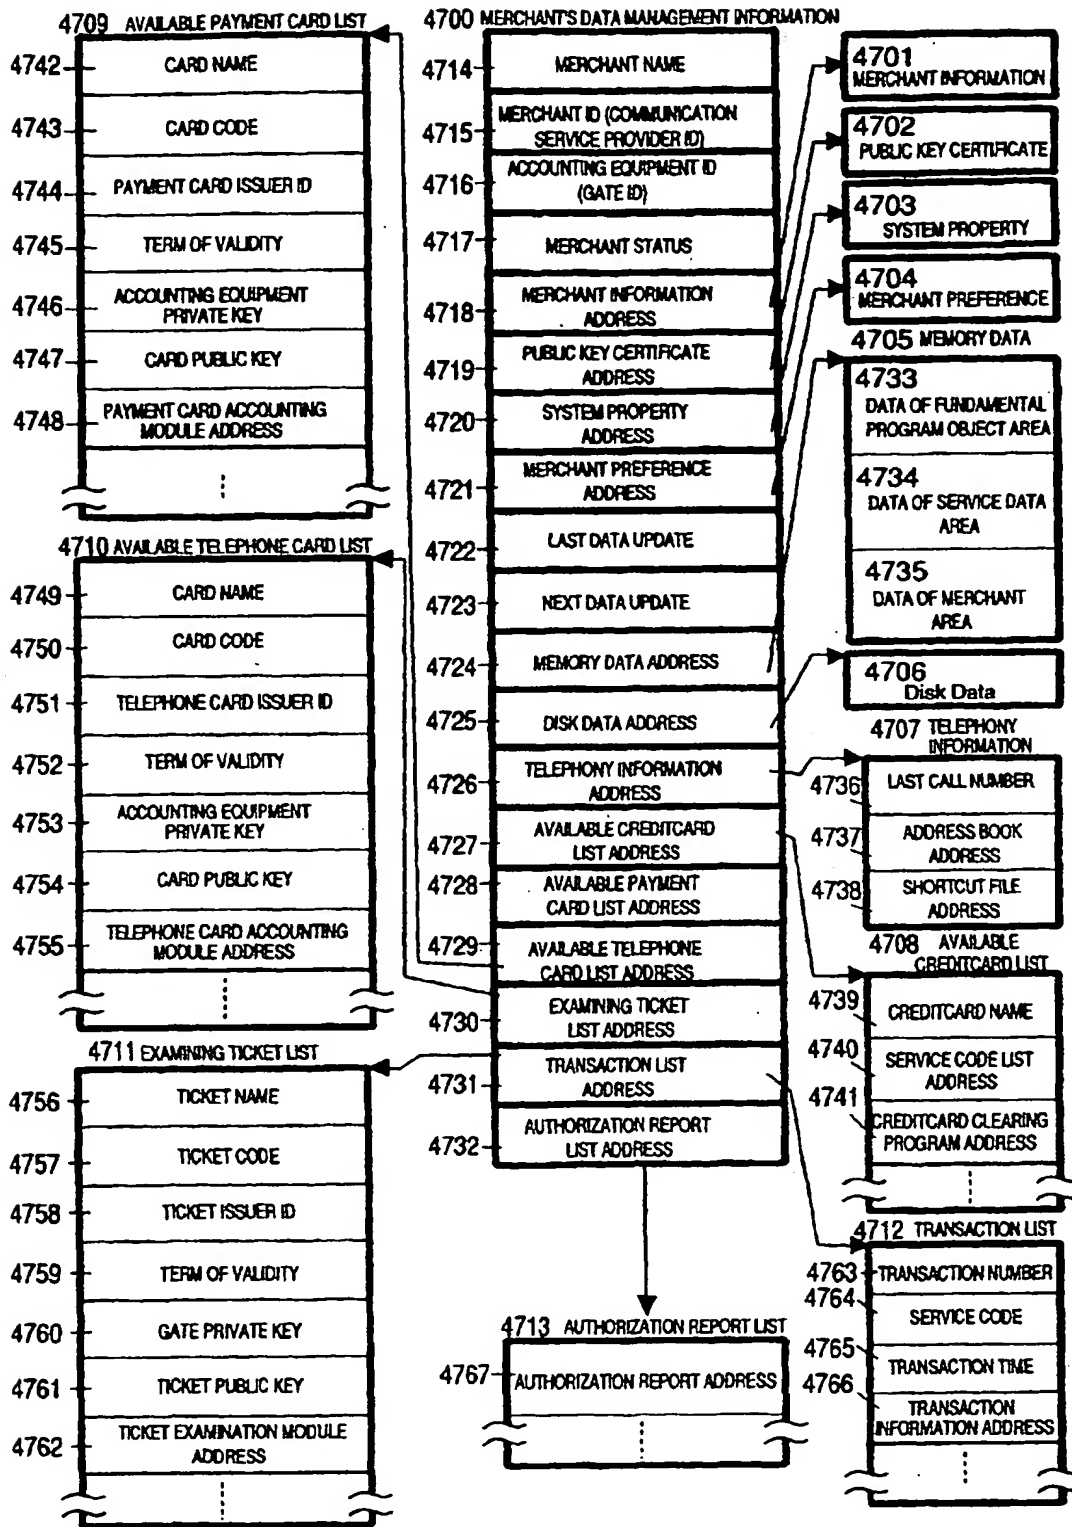 4709 AVAILABLE PAYMENT CARD LIST
4742 CARD NAME
4743 CARD CODE
4744 PAYMENT CARD ISSUER ID
4745 TERM OF VALIDITY
4746 ACCOUNTING EQUIPMENT
PRIVATE KEY
4747 CARD PUBLIC KEY
4748 PAYMENT CARD ACCOUNTING
MODULE ADDRESS
4710 AVAILABLE TELEPHONE CARD LIST
4749 CARD NAME
4750 CARD CODE
4751 TELEPHONE CARD ISSUER ID
4752 TERM OF VALIDITY
4753 ACCOUNTING EQUIPMENT
PRIVATE KEY
4754 CARD PUBLIC KEY
4755 TELEPHONE CARD ACCOUNTING
MODULE ADDRESS
4711 EXAMINING TICKET LIST
4756 TICKET NAME
4757 TICKET CODE
4758 TICKET ISSUER ID
4759 TERM OF VALIDITY
4760 GATE PRIVATE KEY
4761 TICKET PUBLIC KEY
4762 TICKET EXAMINATION MODULE
ADDRESS
4700 MERCHANT'S DATA MANAGEMENT INFORMATION
4714 MERCHANT NAME
4715 MERCHANT ID (COMMUNICATION
SERVICE PROVIDER ID)
4716 ACCOUNTING EQUIPMENT ID
(GATE ID)
4717 MERCHANT STATUS
4718 MERCHANT INFORMATION
ADDRESS
4719 PUBLIC KEY CERTIFICATE
ADDRESS
4720 SYSTEM PROPERTY
ADDRESS
4721 MERCHANT PREFERENCE
ADDRESS
4722 LAST DATA UPDATE
4723 NEXT DATA UPDATE
4724 MEMORY DATA ADDRESS
4725 DISK DATA ADDRESS
4726 TELEPHONY INFORMATION
ADDRESS
4727 AVAILABLE CREDITCARD
LIST ADDRESS
4728 AVAILABLE PAYMENT
CARD LIST ADDRESS
4729 AVAILABLE TELEPHONE
CARD LIST ADDRESS
4730 EXAMINING TICKET
LIST ADDRESS
4731 TRANSACTION LIST
ADDRESS
4732 AUTHORIZATION REPORT
LIST ADDRESS
4713 AUTHORIZATION REPORT LIST
4767 AUTHORIZATION REPORT ADDRESS
4701
MERCHANT INFORMATION
4702
PUBLIC KEY CERTIFICATE
4703
SYSTEM PROPERTY
4704
MERCHANT PREFERENCE
4705 MEMORY DATA
4733
DATA OF FUNDAMENTAL
PROGRAM OBJECT AREA
4734
DATA OF SERVICE DATA
AREA
4735
DATA OF MERCHANT
AREA
4706
Disk Data
4707 TELEPHONY
INFORMATION
4736 LAST CALL NUMBER
4737 ADDRESS BOOK
ADDRESS
4738 SHORTCUT FILE
ADDRESS
4708 AVAILABLE
CREDITCARD LIST
4739 CREDITCARD NAME
4740 SERVICE CODE LIST
ADDRESS
4741 CREDITCARD CLEARING
PROGRAM ADDRESS
4712 TRANSACTION LIST
4763 TRANSACTION NUMBER
4764 SERVICE CODE
4765 TRANSACTION TIME
4766 TRANSACTION
INFORMATION ADDRESS